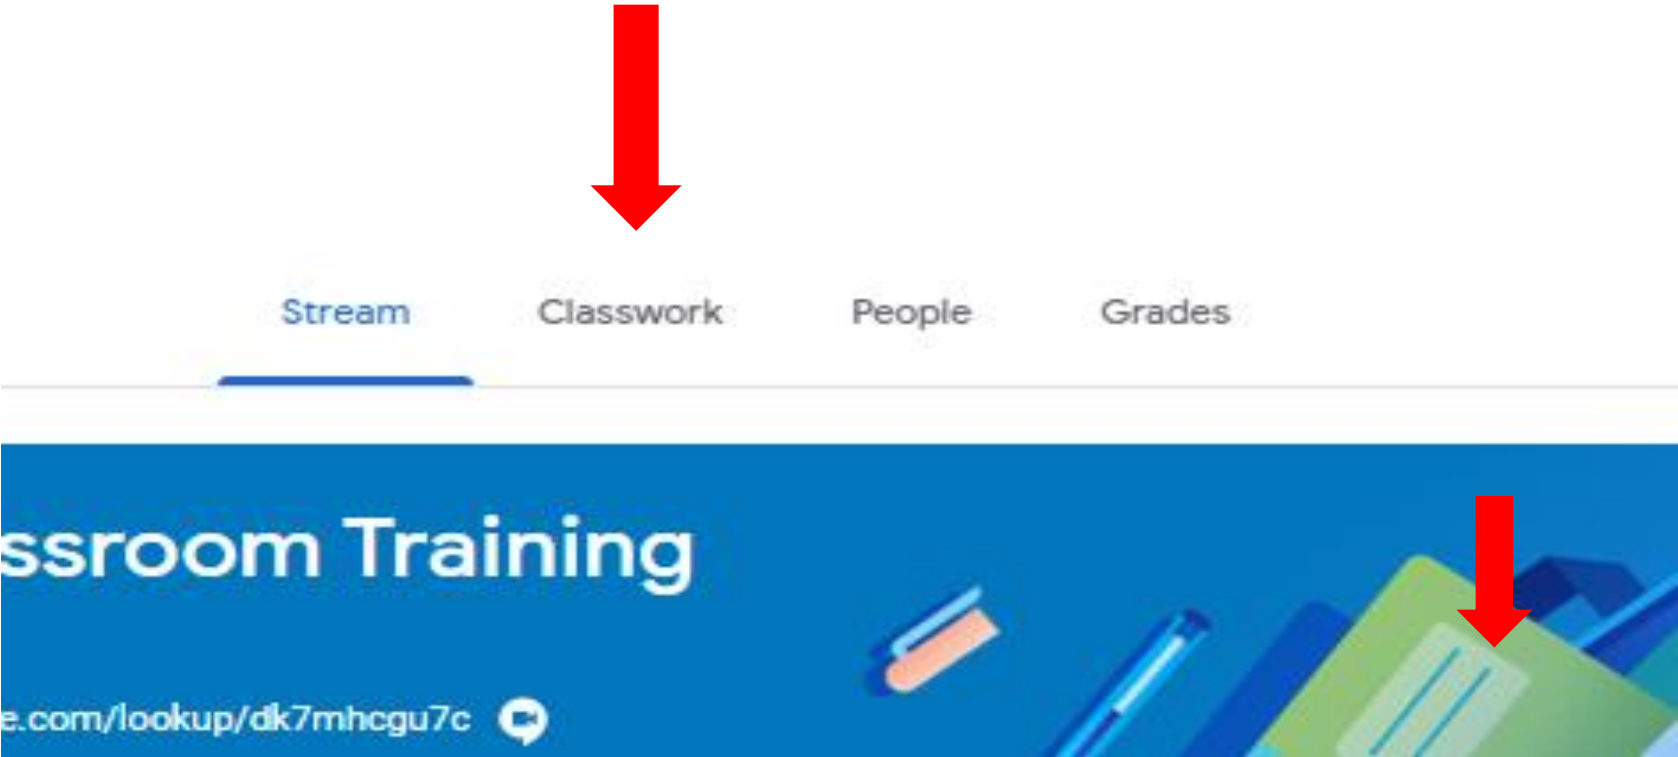 Stream Classwork People Grades
ssroom Training
e.com/lookup/dk7mhcgu7c